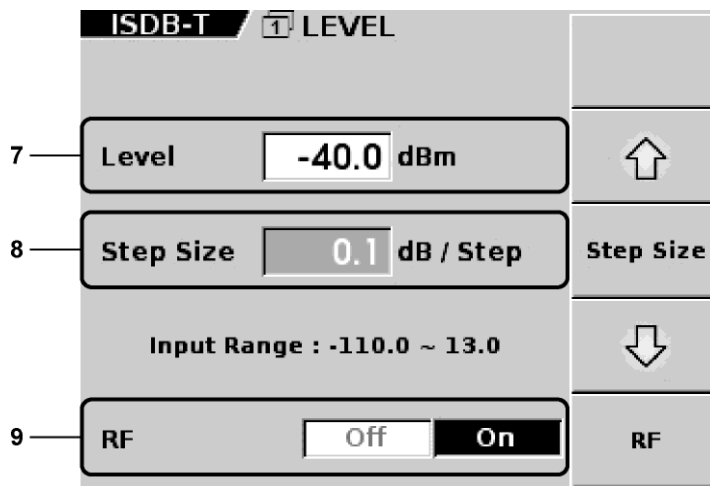 ISDB-T 1 LEVEL
7 Level -40.0 dBm
8 Step Size 0.1 dB / Step Step Size
Input Range : -110.0 ~ 13.0
9 RF Off On RF